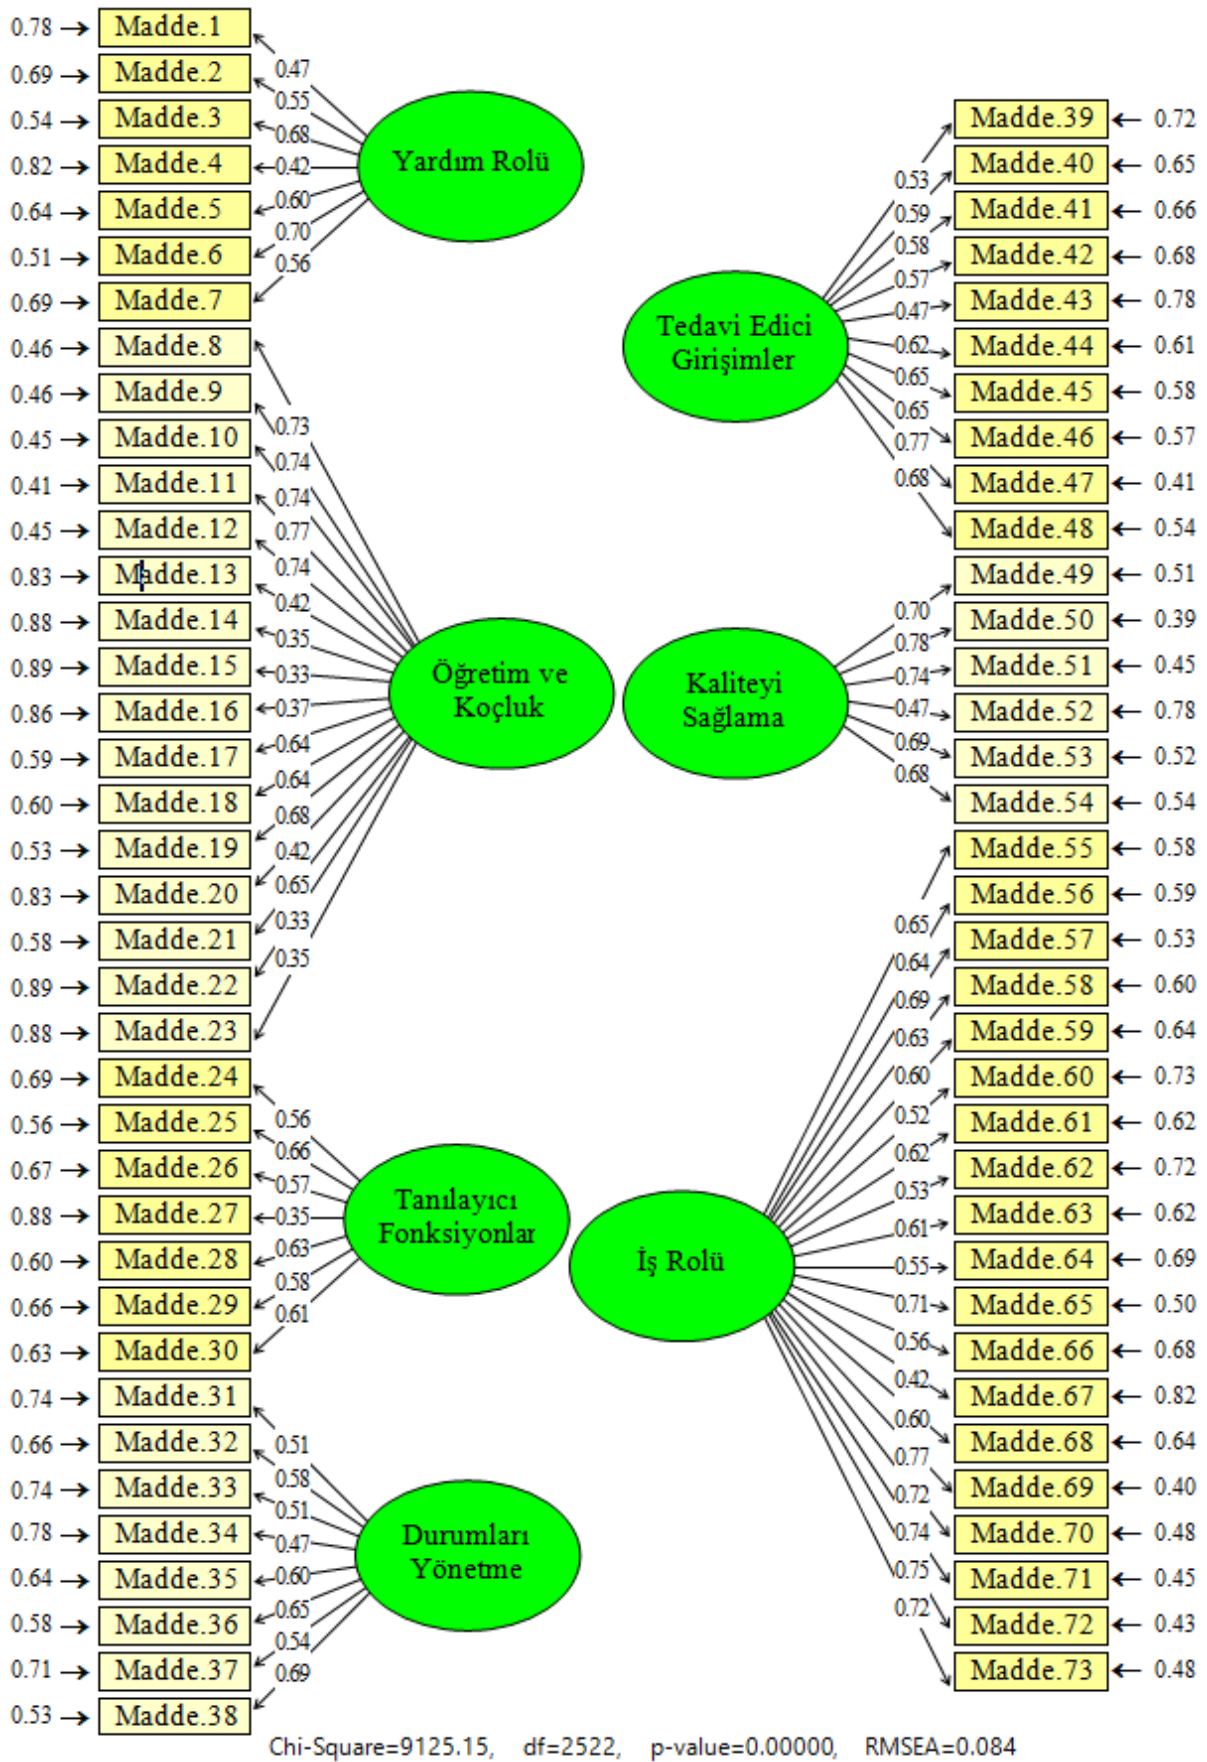 0.78 Madde.1
0.69 Madde.2
0.54 Madde.3
0.82 Madde.4
0.64 Madde.5
0.51 Madde.6
0.69 Madde.7
0.47
0.55
0.68
0.42
0.60
0.70
0.56
Yardım Rolü
0.46 Madde.8
0.46 Madde.9
0.45 Madde.10
0.41 Madde.11
0.45 Madde.12
0.83 Madde.13
0.88 Madde.14
0.89 Madde.15
0.86 Madde.16
0.59 Madde.17
0.60 Madde.18
0.53 Madde.19
0.83 Madde.20
0.58 Madde.21
0.89 Madde.22
0.88 Madde.23
0.73
0.74
0.74
0.77
0.74
0.42
0.35
0.33
0.37
0.64
0.64
0.68
0.42
0.65
0.33
0.35
Öğretim ve
Koçluk
0.69 Madde.24
0.56 Madde.25
0.67 Madde.26
0.88 Madde.27
0.60 Madde.28
0.66 Madde.29
0.63 Madde.30
0.56
0.66
0.57
0.35
0.63
0.58
0.61
Tanılayıcı
Fonksiyonlar
0.74 Madde.31
0.66 Madde.32
0.74 Madde.33
0.78 Madde.34
0.64 Madde.35
0.58 Madde.36
0.71 Madde.37
0.53 Madde.38
0.51
0.58
0.51
0.47
0.60
0.65
0.54
0.69
Durumları
Yönetme
Tedavi Edici
Girişimler
0.53
0.59
0.58
0.57
0.47
0.62
0.65
0.65
0.77
0.68
Madde.39 0.72
Madde.40 0.65
Madde.41 0.66
Madde.42 0.68
Madde.43 0.78
Madde.44 0.61
Madde.45 0.58
Madde.46 0.57
Madde.47 0.41
Madde.48 0.54
Kaliteyi
Sağlama
0.70
0.78
0.74
0.47
0.69
0.68
Madde.49 0.51
Madde.50 0.39
Madde.51 0.45
Madde.52 0.78
Madde.53 0.52
Madde.54 0.54
İş Rolü
0.65
0.64
0.69
0.63
0.60
0.52
0.62
0.53
0.61
0.55
0.71
0.56
0.42
0.60
0.77
0.72
0.74
0.75
0.72
Madde.55 0.58
Madde.56 0.59
Madde.57 0.53
Madde.58 0.60
Madde.59 0.64
Madde.60 0.73
Madde.61 0.62
Madde.62 0.72
Madde.63 0.62
Madde.64 0.69
Madde.65 0.50
Madde.66 0.68
Madde.67 0.82
Madde.68 0.64
Madde.69 0.40
Madde.70 0.48
Madde.71 0.45
Madde.72 0.43
Madde.73 0.48
Chi-Square=9125.15, df=2522, p-value=0.00000, RMSEA=0.084